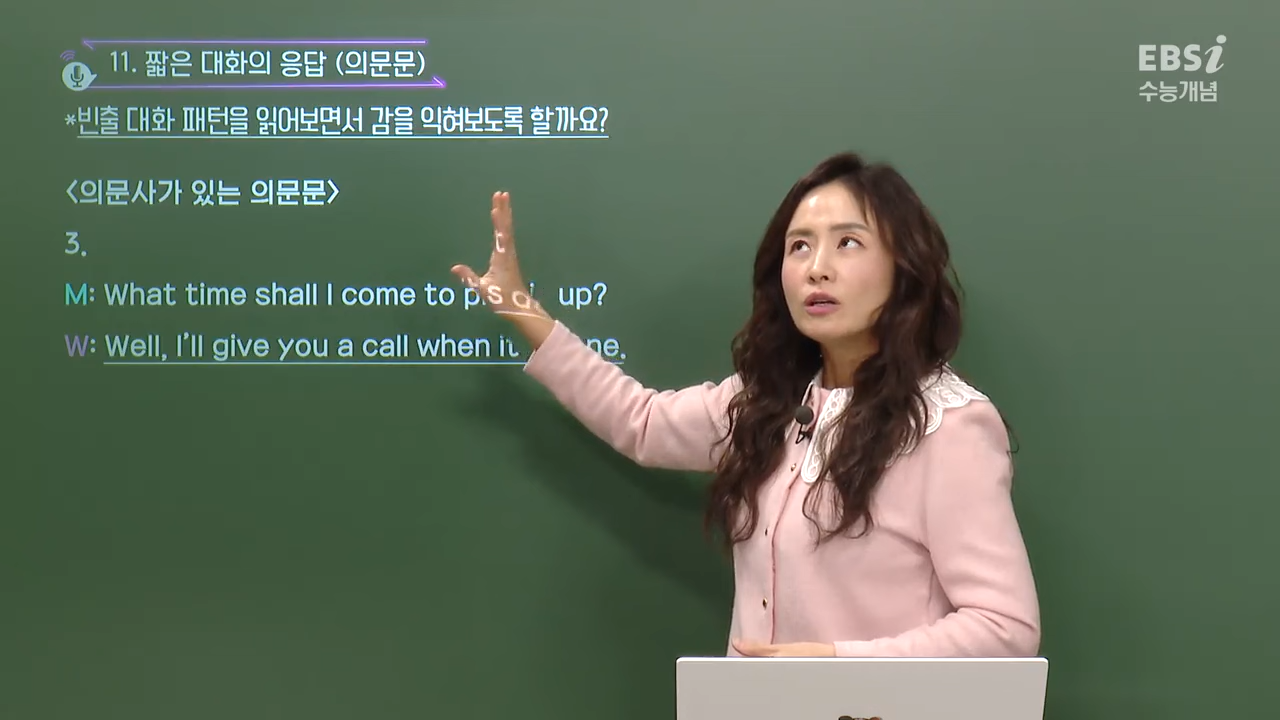 11. 짧은 대화의 응답 (의문문)
*빈출 대화 패턴을 읽어보면서 감을 익혀보도록 할까요?
<의문사가 있는 의문문>
3.
M: What time shall I come to up?
W: Well, I'll give you a call when
EBSi
수능개념